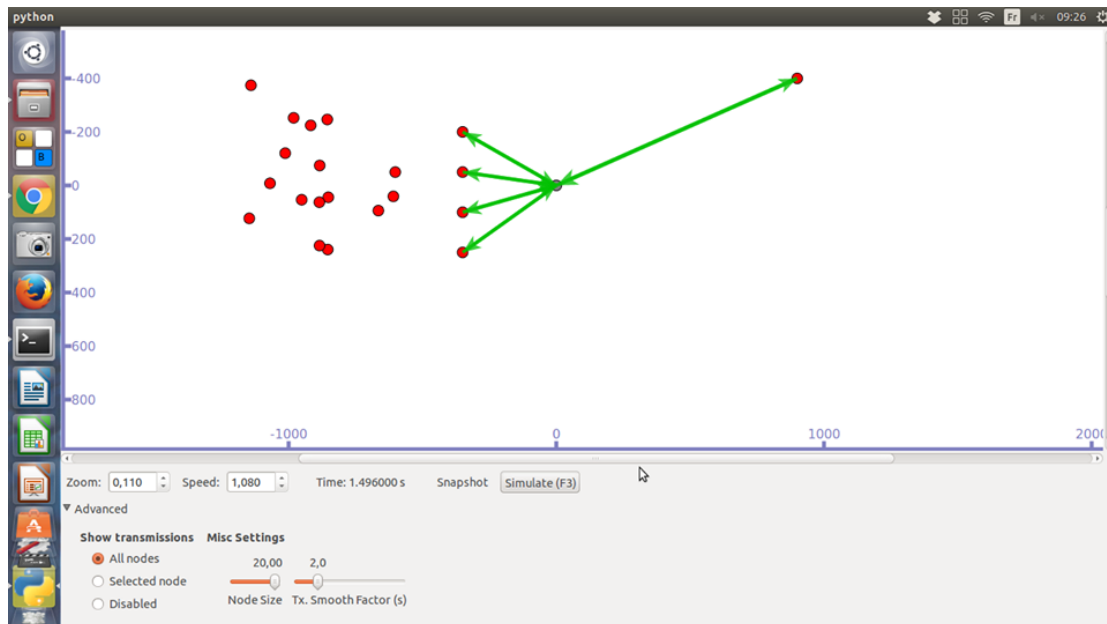 python
Fr
09:26
-400
-200
0
200
400
600
800
-1000 0 1000 2000
Zoom: 0,110 Speed: 1,080 Time: 1.496000 s Snapshot Simulate (F3)
Advanced
Show transmissions Misc Settings
All nodes 20,00 2,0
Selected node
Node Size Tx. Smooth Factor (s)
Disabled
O
B
>_
A